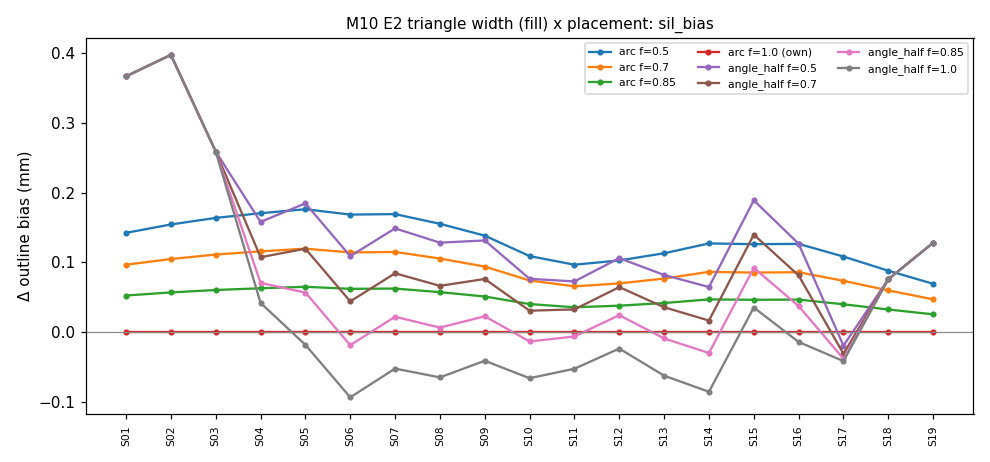 M10 E2 triangle width (fill) x placement: sil_bias
arc f=0.5
arc f=0.7
arc f=0.85
arc f=1.0 (own)
angle_half f=0.5
angle_half f=0.7
angle_half f=0.85
angle_half f=1.0
Δ outline bias (mm)
0.4
0.3
0.2
0.1
0.0
−0.1
S01
S02
S03
S04
S05
S06
S07
S08
S09
S10
S11
S12
S13
S14
S15
S16
S17
S18
S19